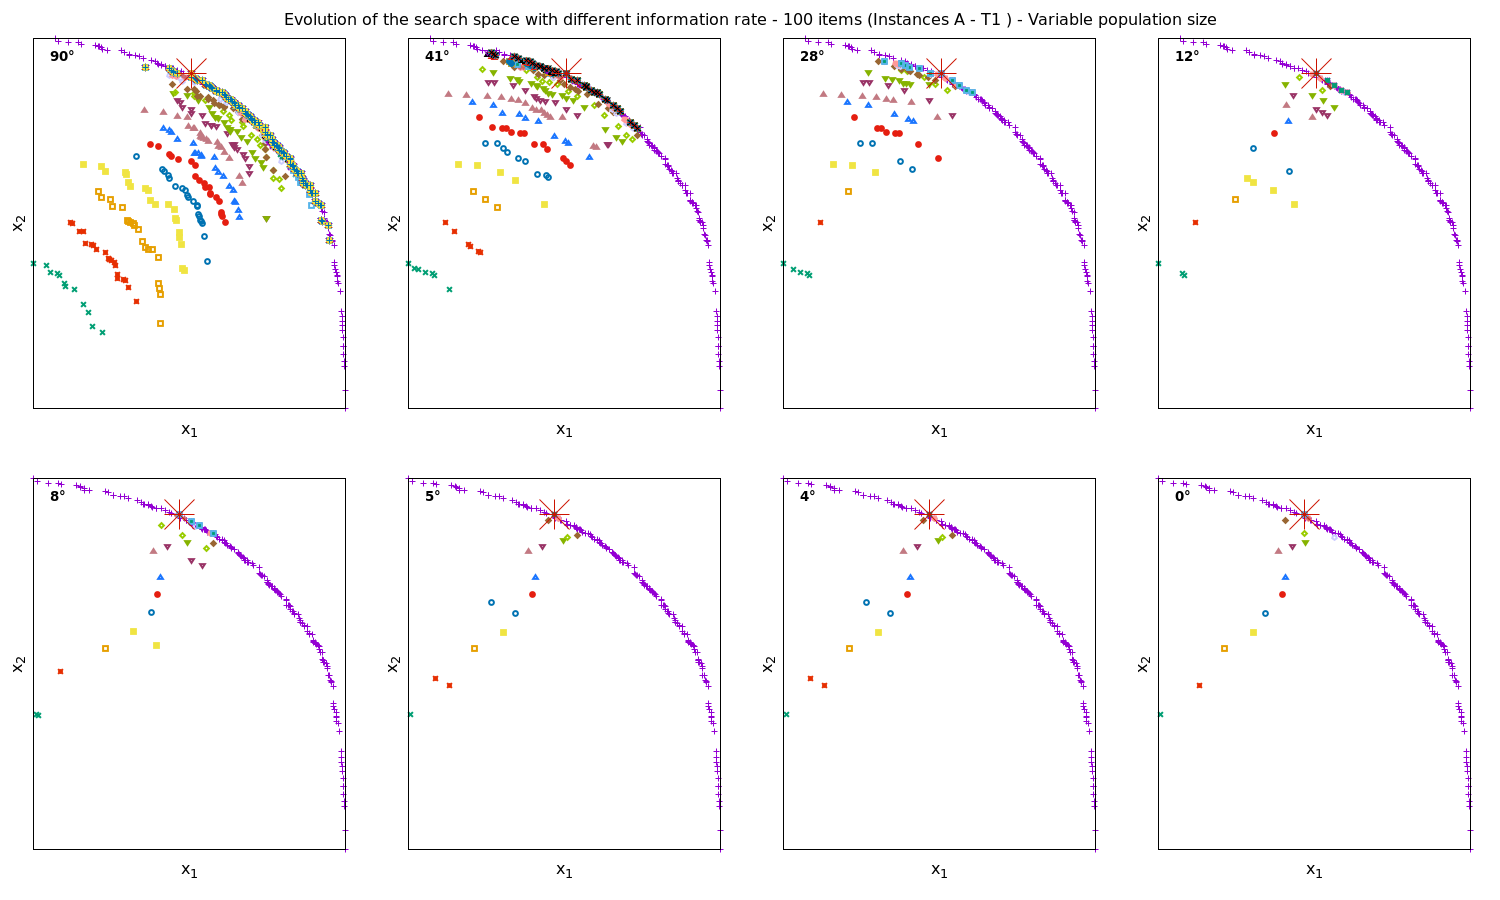 Evolution of the search space with different information rate - 100 items (Instances A - T1 ) - Variable population size
90°
41°
28°
12°
x2
x2
x2
x2
x1
x1
x1
x1
8°
5°
4°
0°
x2
x2
x2
x2
x1
x1
x1
x1